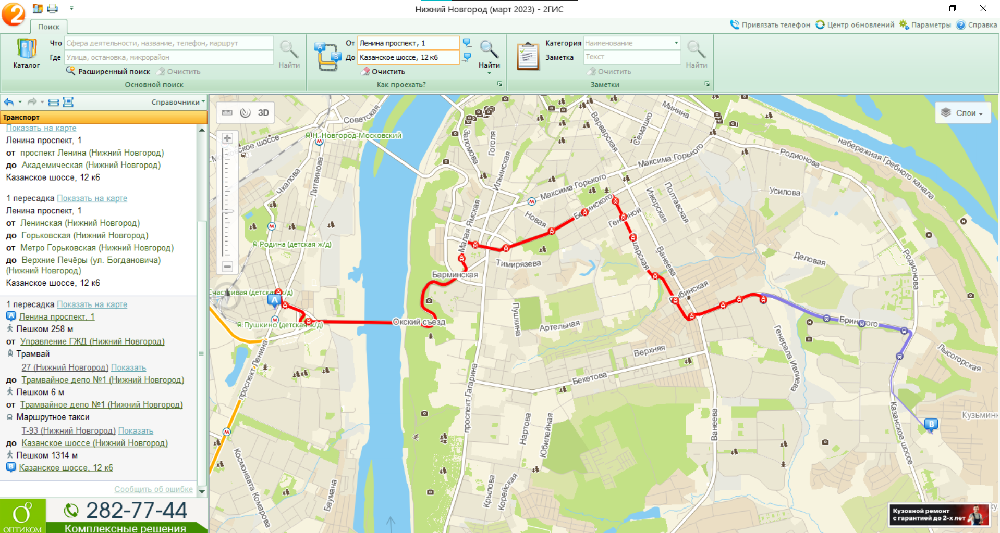 Нижний Новгород (март 2023) - 2ГИС
Поиск
Привязать телефон
Центр обновлений
Параметры
Справка
Каталог
Что
Сфера деятельности, название, телефон, маршрут
Где
Улица, остановка, микрорайон
Расширенный поиск
Очистить
Найти
Основной поиск
От Ленина проспект, 1
До Казанское шоссе, 12 к6
Очистить
Найти
Как проехать?
Категория Наименование
Заметка Текст
Очистить
Найти
Заметки
Справочники
Транспорт
Показать на карте
Ленина проспект, 1
от проспект Ленина (Нижний Новгород)
до Академическая (Нижний Новгород)
Казанское шоссе, 12 к6
1 пересадка Показать на карте
Ленина проспект, 1
от Ленинская (Нижний Новгород)
до Горьковская (Нижний Новгород)
от Метро Горьковская (Нижний Новгород)
до Верхние Печёры (ул. Богдановича)
(Нижний Новгород)
Казанское шоссе, 12 к6
1 пересадка Показать на карте
A Ленина проспект, 1
Пешком 258 м
от Управление ГЖД (Нижний Новгород)
Трамвай
27 (Нижний Новгород) Показать
до Трамвайное депо №1 (Нижний Новгород)
Пешком 6 м
от Трамвайное депо №1 (Нижний Новгород)
Маршрутное такси
Т-93 (Нижний Новгород) Показать
до Казанское шоссе (Нижний Новгород)
Пешком 1314 м
B Казанское шоссе, 12 к6
Сообщить об ошибке
282-77-44
ОПТИКОМ
Комплексные решения
3D
Слои
Советская
Н. Новгород-Московский
Чкалова
Литвинова
Родина (детская ж/д)
Счастливая (детская ж/д)
A
Пушкино (детская ж/д)
проспект Ленина
Космонавта Комарова
Баумана
Заломова
Гоголя
Ильинская
Малая Ямская
Новая
Максима Горького
Максима Горького
Варварская
Семашко
Минина
Родионова
набережная Гребного канала
Усилова
Ижорская
Полтавская
Тимирязева
Барминская
Окский съезд
Пушкина
Артельная
Ванеева
Деловая
Родионова
Верхняя
Бекетова
Генерала Ивлиева
Лысогорская
Казанское шоссе
B
Ванеева
проспект Гагарина
Нартова
Юбилейная
Крылова
Корейская
Кузовной ремонт
с гарантией до 2-х лет